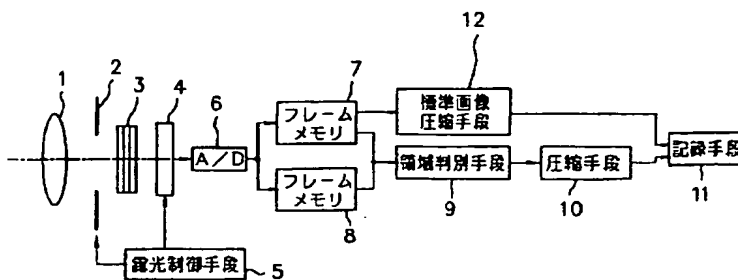 12
1
2
3
4
6
7
A/D
フレーム
メモリ
標準画像
圧縮手段
フレーム
メモリ
領域判別手段
圧縮手段
記録手段
8
9
10
11
露光制御手段
5